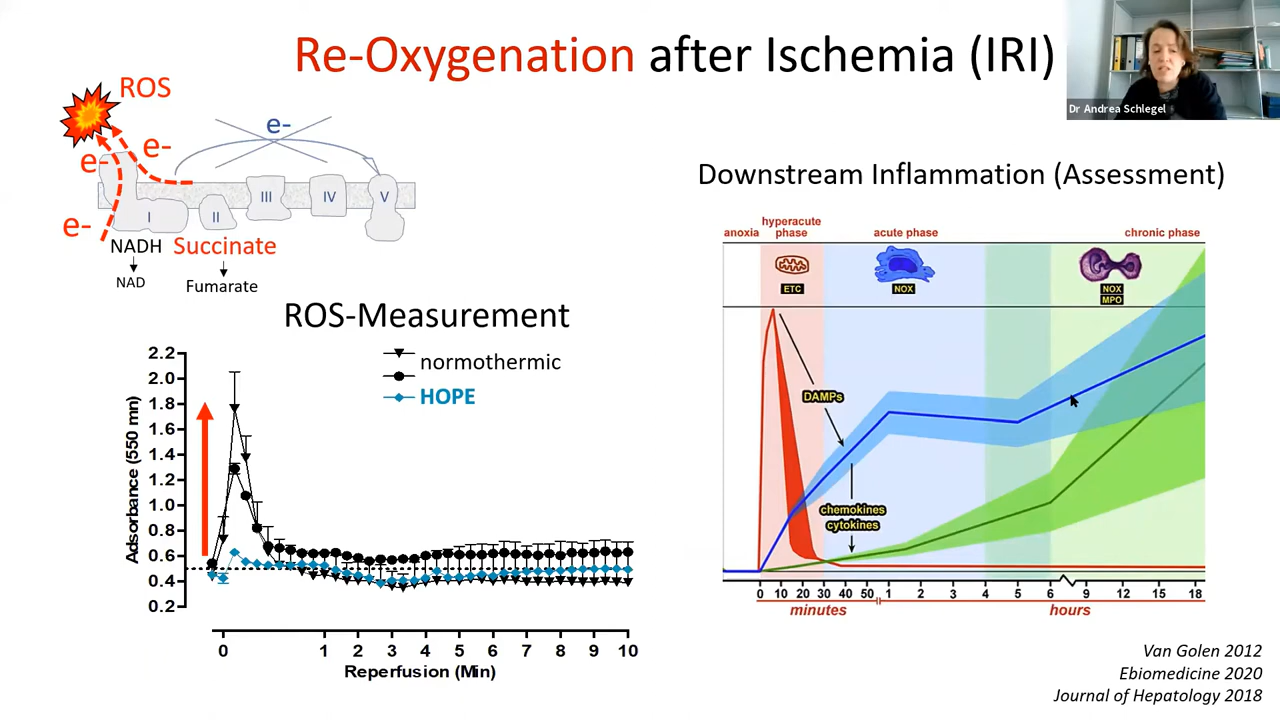 Re-Oxygenation after Ischemia (IRI)
Dr Andrea Schlegel
ROS
e-
e-
e-
e-
I
II
III
IV
V
NADH
Succinate
NAD
Fumarate
ROS-Measurement
normothermic
HOPE
Adsorbance (550 mn)
2.2
2.0
1.8
1.6
1.4
1.2
1.0
0.8
0.6
0.4
0.2
0 1 2 3 4 5 6 7 8 9 10
Reperfusion (Min)
Downstream Inflammation (Assessment)
anoxia
hyperacute
phase
acute phase
chronic phase
ETC
NOX
NOX
MPO
DAMPs
chemokines
cytokines
0 10 20 30 40 50 1 2 3 4 5 6 9 12 15 18
minutes
hours
Van Golen 2012
Ebiomedicine 2020
Journal of Hepatology 2018